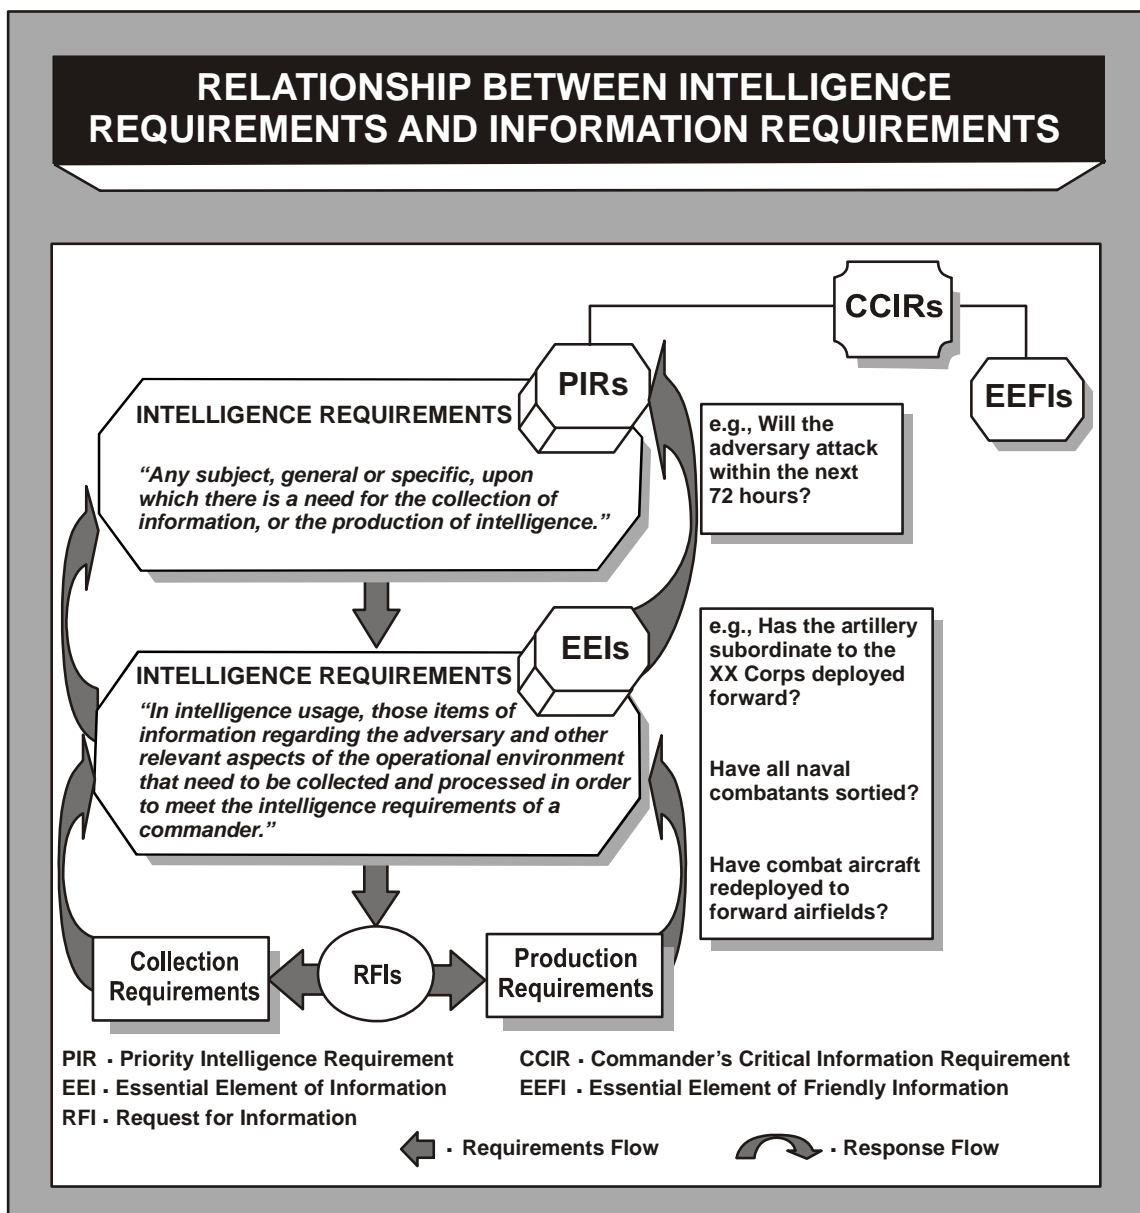 RELATIONSHIP BETWEEN INTELLIGENCE
REQUIREMENTS AND INFORMATION REQUIREMENTS
CCIRs
PIRs
EEFIs
INTELLIGENCE REQUIREMENTS
“Any subject, general or specific, upon
which there is a need for the collection of
information, or the production of intelligence.”
e.g., Will the
adversary attack
within the next
72 hours?
EEIs
INTELLIGENCE REQUIREMENTS
“In intelligence usage, those items of
information regarding the adversary and other
relevant aspects of the operational environment
that need to be collected and processed in order
to meet the intelligence requirements of a
commander.”
e.g., Has the artillery
subordinate to the
XX Corps deployed
forward?
Have all naval
combatants sortied?
Have combat aircraft
redeployed to
forward airfields?
Collection
Requirements
RFIs
Production
Requirements
PIR · Priority Intelligence Requirement
EEI · Essential Element of Information
RFI · Request for Information
CCIR · Commander’s Critical Information Requirement
EEFI · Essential Element of Friendly Information
· Requirements Flow
· Response Flow